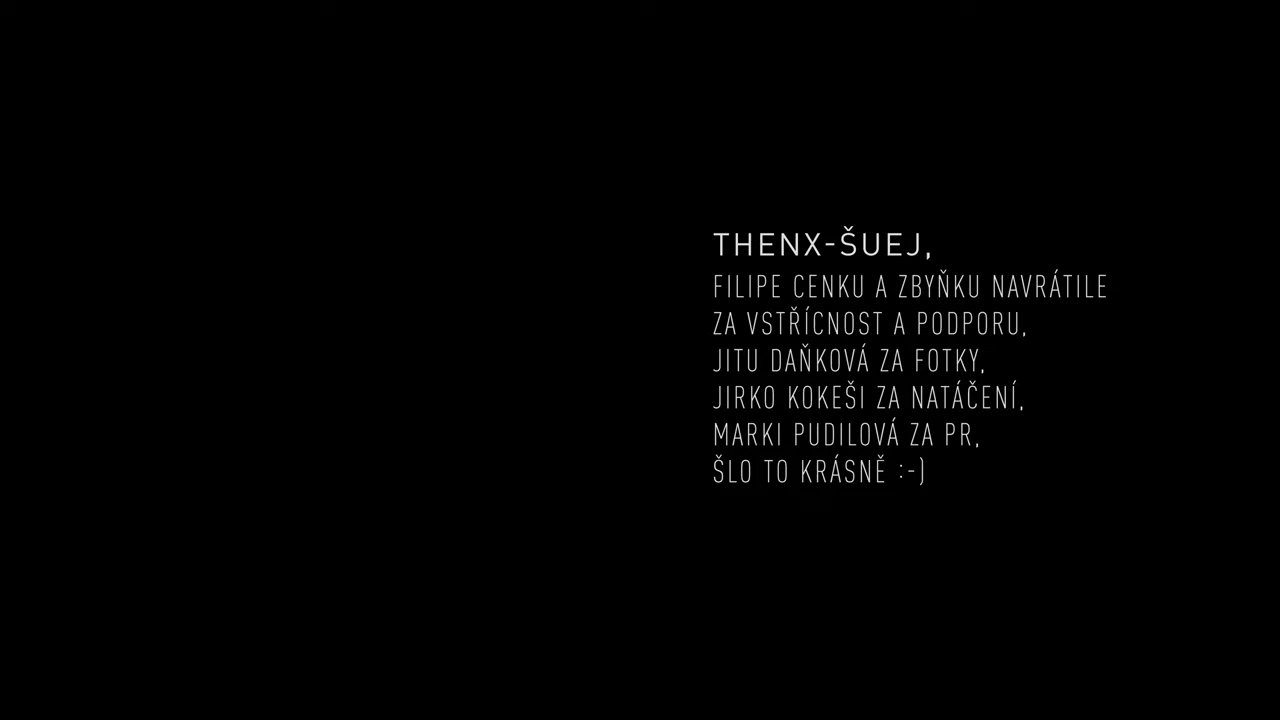 THENX-ŠUEJ,
FILIPE CENKU A ZBYŇKU NAVRÁTILE
ZA VSTŘÍCNOST A PODPORU,
JITU DAŇKOVÁ ZA FOTKY,
JIRKO KOKEŠI ZA NATÁČENÍ,
MARKI PUDILOVÁ ZA PR,
ŠLO TO KRÁSNĚ :-)